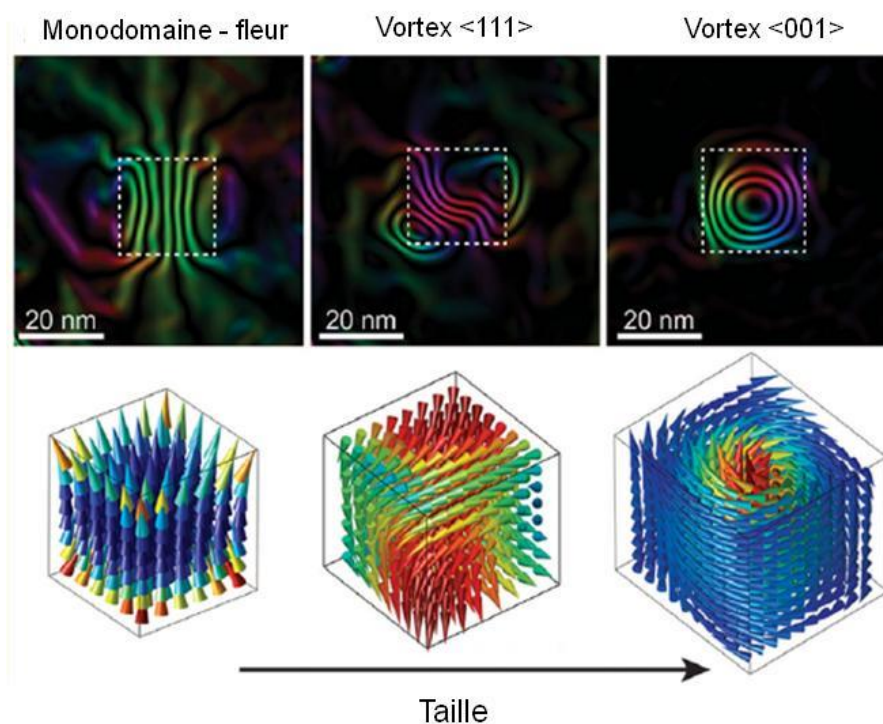 Monodomaine - fleur
Vortex <111>
Vortex <001>
20 nm
20 nm
20 nm
Taille